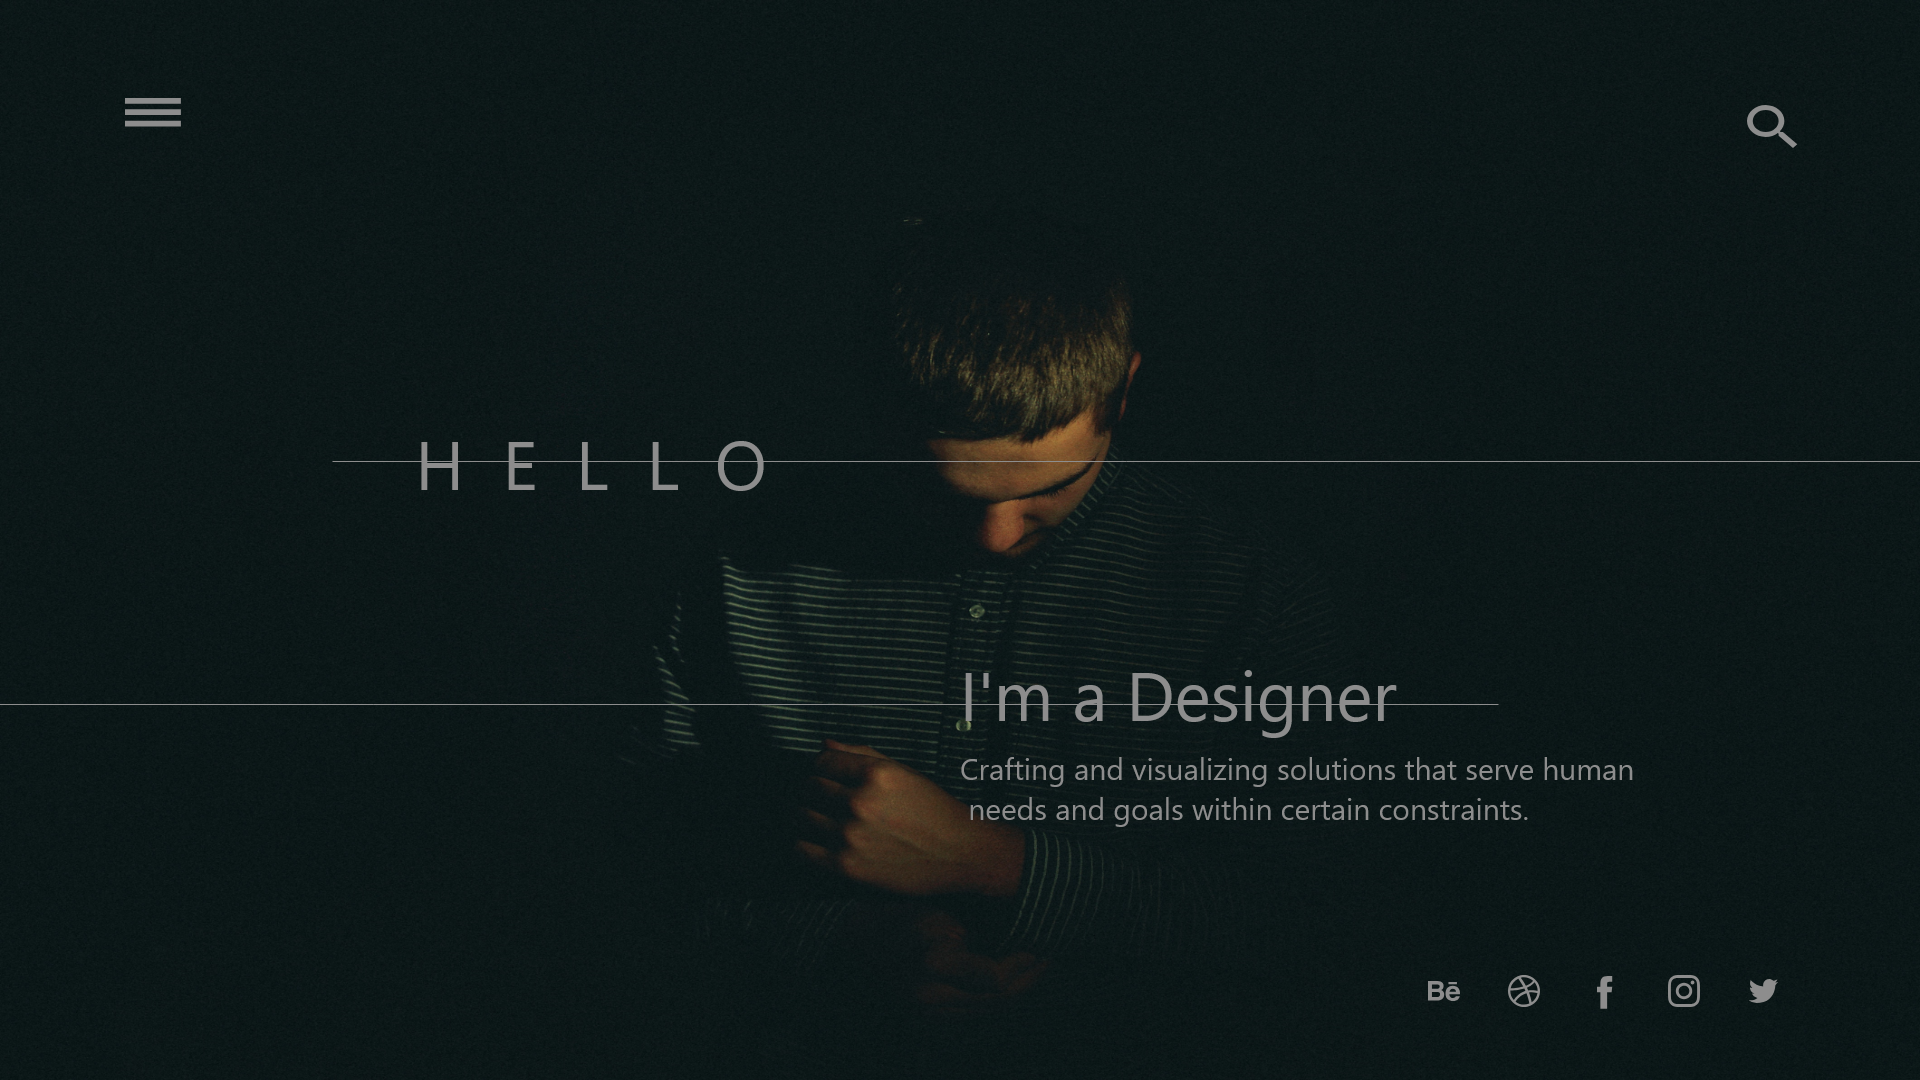 HELLO
I'm a Designer
Crafting and visualizing solutions that serve human
needs and goals within certain constraints.
Bē